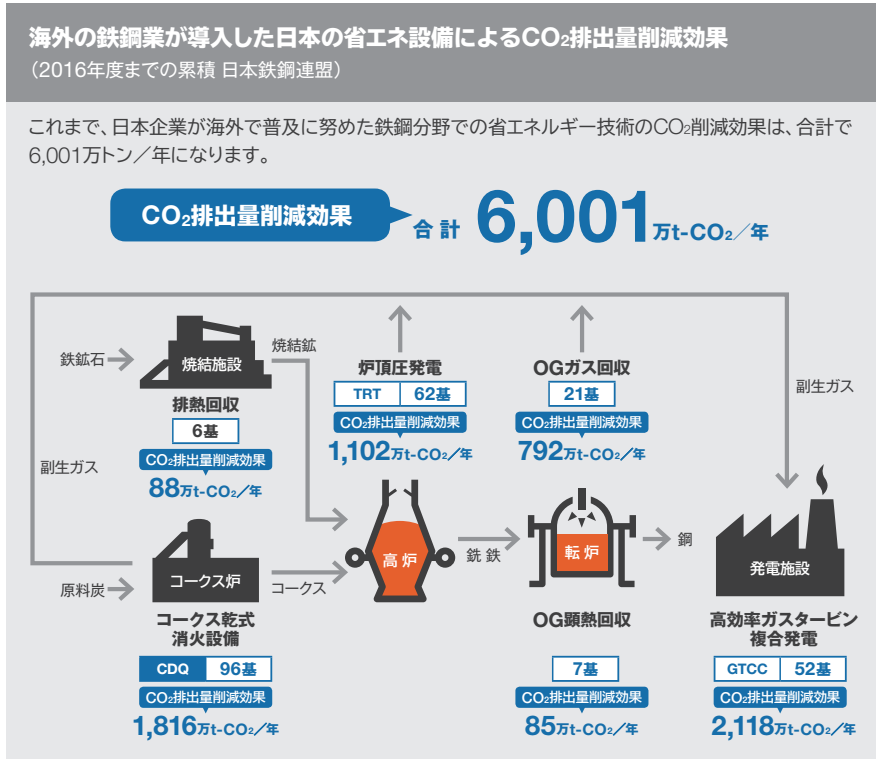 海外の鉄鋼業が導入した日本の省エネ設備によるCO₂排出量削減効果
（2016年度までの累積 日本鉄鋼連盟）
これまで、日本企業が海外で普及に努めた鉄鋼分野での省エネルギー技術のCO₂削減効果は、合計で
6,001万トン／年になります。
CO₂排出量削減効果
合計 6,001万t-CO₂／年
鉄鉱石
焼結施設
焼結鉱
排熱回収
6基
CO₂排出量削減効果
88万t-CO₂／年
炉頂圧発電
TRT 62基
CO₂排出量削減効果
1,102万t-CO₂／年
OGガス回収
21基
CO₂排出量削減効果
792万t-CO₂／年
副生ガス
副生ガス
原料炭
コークス炉
コークス
高炉
銑鉄
転炉
鋼
発電施設
コークス乾式
消火設備
CDQ 96基
CO₂排出量削減効果
1,816万t-CO₂／年
OG顕熱回収
7基
CO₂排出量削減効果
85万t-CO₂／年
高効率ガスタービン
複合発電
GTCC 52基
CO₂排出量削減効果
2,118万t-CO₂／年